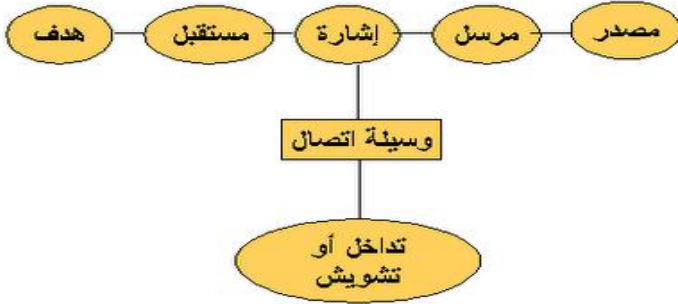 مصدر
مرسل
إشارة
مستقبل
هدف
وسيلة اتصال
تداخل أو
تشويش